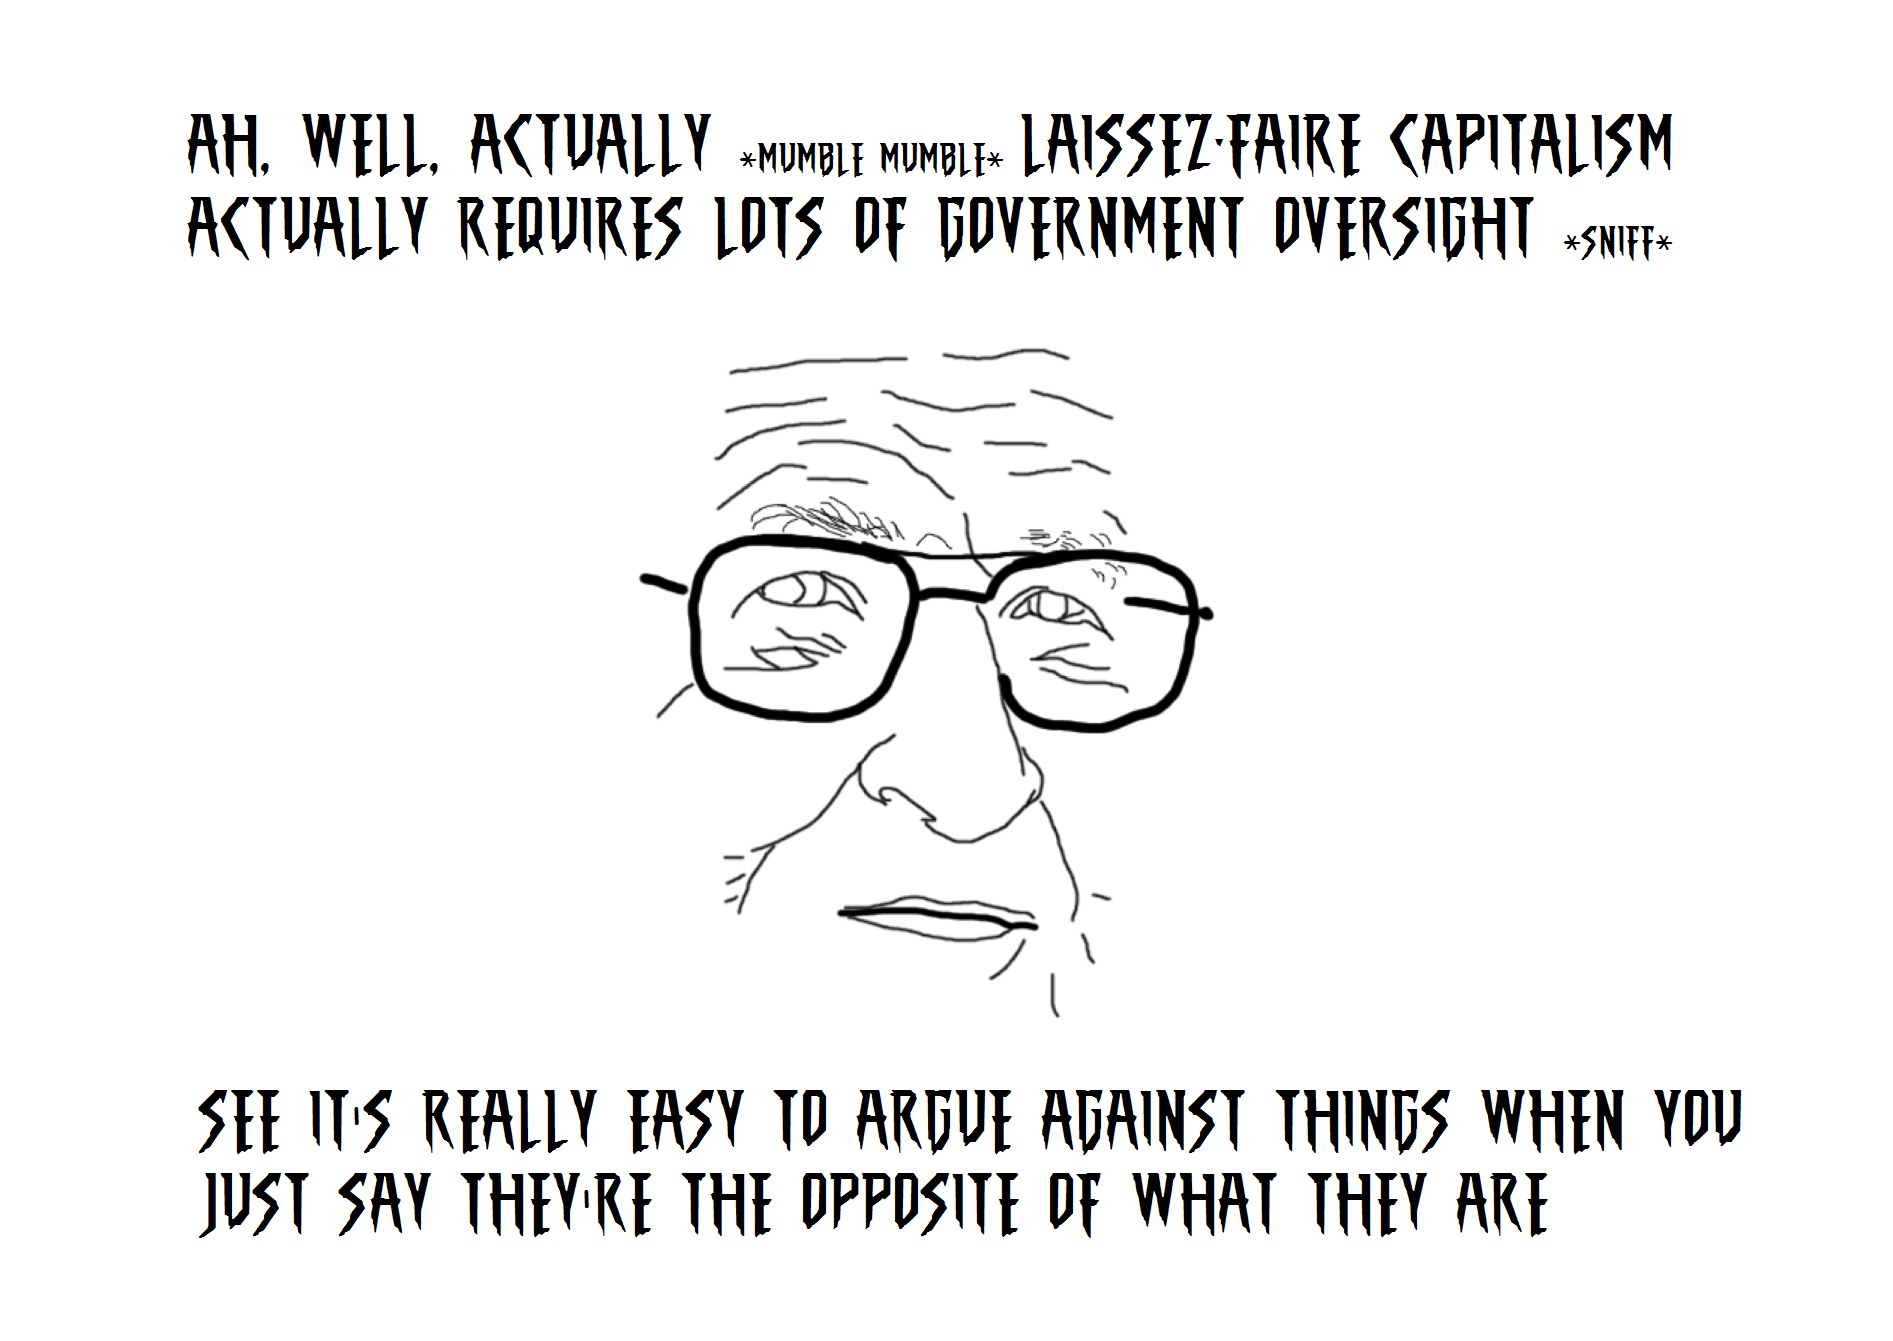 AH, WELL, ACTUALLY *MUMBLE MUMBLE* LAISSEZ-FAIRE CAPITALISM
ACTUALLY REQUIRES LOTS OF GOVERNMENT OVERSIGHT *SNIFF*
SEE IT'S REALLY EASY TO ARGUE AGAINST THINGS WHEN YOU
JUST SAY THEY'RE THE OPPOSITE OF WHAT THEY ARE